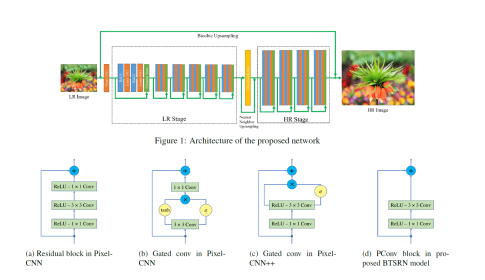 Bicubic Upsampling
LR Image
LR Stage
Nearest
Neighbor
Upsampling
HR Stage
HR Image
Figure 1: Architecture of the proposed network
+
ReLU – 1 × 1 Conv
ReLU – 3 × 3 Conv
ReLU – 1 × 1 Conv
(a) Residual block in Pixel-
CNN
+
1 × 1 Conv
×
tanh
σ
3 × 3 Conv
(b) Gated conv in Pixel-
CNN
+
×
σ
ReLU – 3 × 3 Conv
ReLU – 1 × 1 Conv
(c) Gated conv in Pixel-
CNN++
+
ReLU – 3 × 3 Conv
ReLU – 1 × 1 Conv
(d) PConv block in pro-
posed BTSRN model